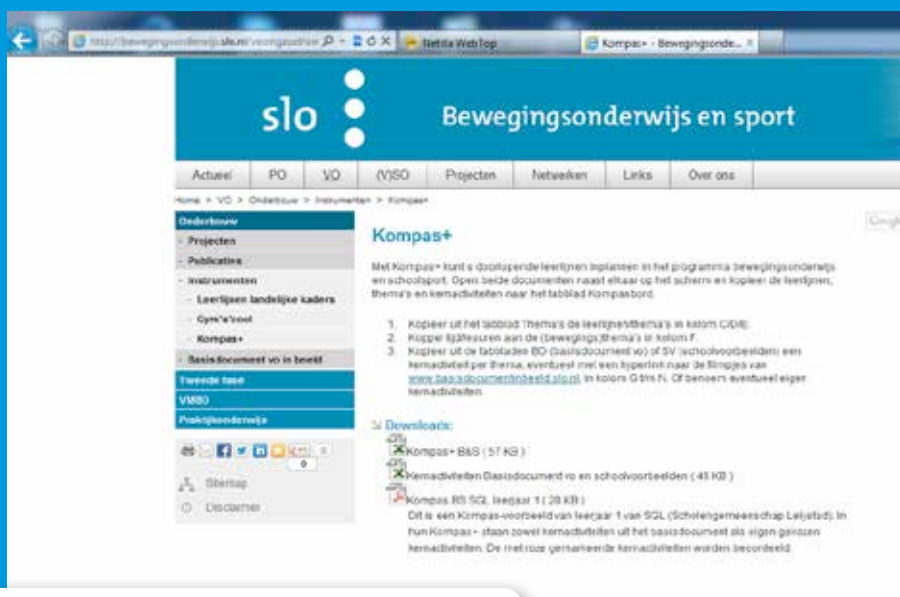 Netilla WebTop
Kompas+ - Bewegingsonde...
slo
Bewegingsonderwijs en sport
Actueel PO VO (V)SO Projecten Netwerken Links Over ons
Home > VO > Onderbouw > Instrumenten > Kompas+
Onderbouw
- Projecten
- Publicaties
- Instrumenten
- Leerlijnen landelijke kaders
- Gym's'cool
- Kompas+
- Basisdocument vo in beeld
Tweede fase
VMBO
Praktijkonderwijs
0
Sitemap
Disclaimer
Kompas+
Met Kompas+ kunt u doorlopende leerlijnen inplannen in het programma bewegingsonderwijs
en schoolsport. Open beide documenten naast elkaar op het scherm en kopieer de leerlijnen,
thema's en kernactiviteiten naar het tabblad Kompasbord.
1. Kopieer uit het tabblad Thema's de leerlijnen/thema's in kolom C/D/E.
2. Koppel tijd/lesuren aan de (bewegings)thema's in kolom F.
3. Kopieer uit de tabbladen BD (basisdocument vo) of SV (schoolvoorbeelden) een
kernactiviteit per thema, eventueel met een hyperlink naar de filmpjes van
www.basisdocumentinbeeld.slo.nl, in kolom G t/m N. Of benoem eventueel eigen
kernactiviteiten.
Downloads:
Kompas+ B&S ( 57 KB )
Kernactiviteiten Basisdocument vo en schoolvoorbeelden ( 45 KB )
Kompas BS SGL leerjaar 1 ( 28 KB )
Dit is een Kompas-voorbeeld van leerjaar 1 van SGL (Scholengemeenschap Lelystad). In
hun Kompas+ staan zowel kernactiviteiten uit het basisdocument als eigen gekozen
kernactiviteiten. De met roze gemarkeerde kernactiviteiten worden beoordeeld.